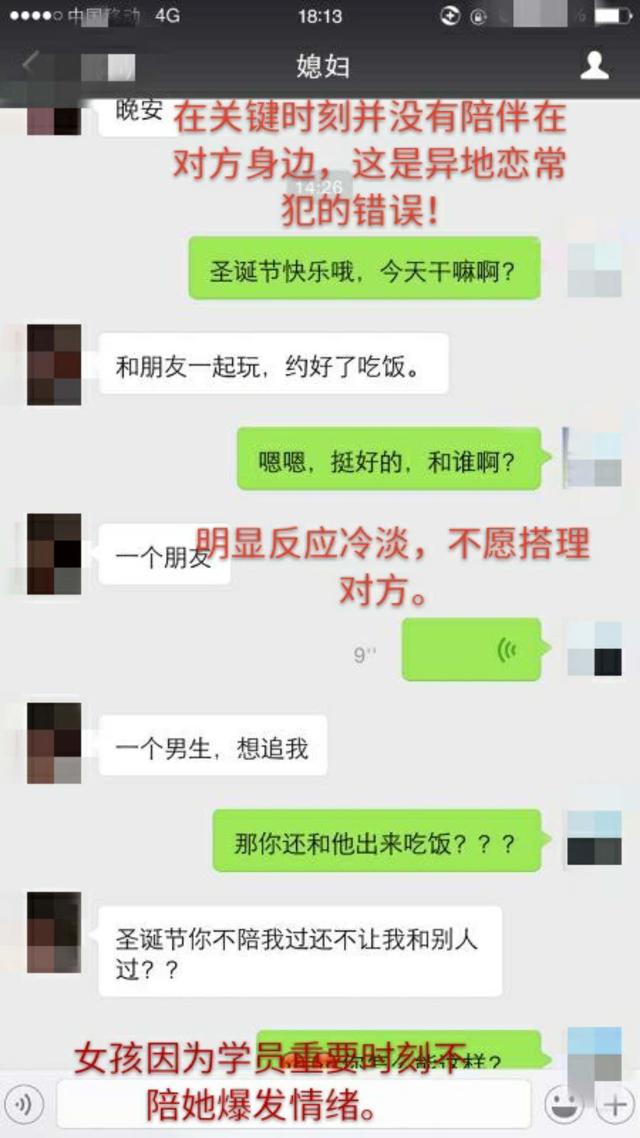 中国移动 4G 18:13
媳妇
晚安
在关键时刻并没有陪伴在
对方身边，这是异地恋常
犯的错误！
14:26
圣诞节快乐哦，今天干嘛啊？
和朋友一起玩，约好了吃饭。
嗯嗯，挺好的，和谁啊？
一个朋友
明显反应冷淡，不愿搭理
对方。
9''
一个男生，想追我
那你还和他出来吃饭？？？
圣诞节你不陪我过还不让我和别人
过？？
你怎么能这样？
女孩因为学员重要时刻不
陪她爆发情绪。